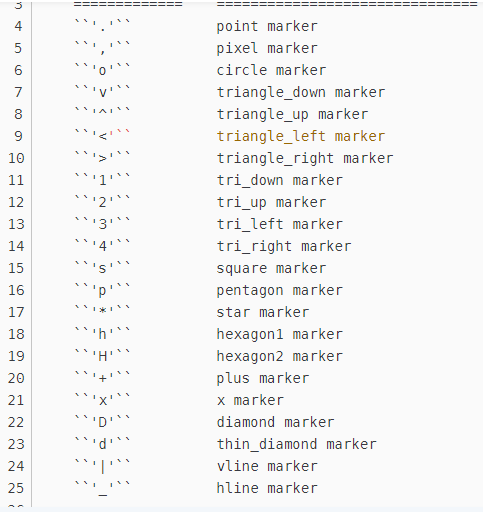 3 ============= ===============================
4 ``'.'`` point marker
5 ``','`` pixel marker
6 ``'o'`` circle marker
7 ``'v'`` triangle_down marker
8 ``'^'`` triangle_up marker
9 ``'<'`` triangle_left marker
10 ``'>'`` triangle_right marker
11 ``'1'`` tri_down marker
12 ``'2'`` tri_up marker
13 ``'3'`` tri_left marker
14 ``'4'`` tri_right marker
15 ``'s'`` square marker
16 ``'p'`` pentagon marker
17 ``'*'`` star marker
18 ``'h'`` hexagon1 marker
19 ``'H'`` hexagon2 marker
20 ``'+'`` plus marker
21 ``'x'`` x marker
22 ``'D'`` diamond marker
23 ``'d'`` thin_diamond marker
24 ``'|'`` vline marker
25 ``'_'`` hline marker